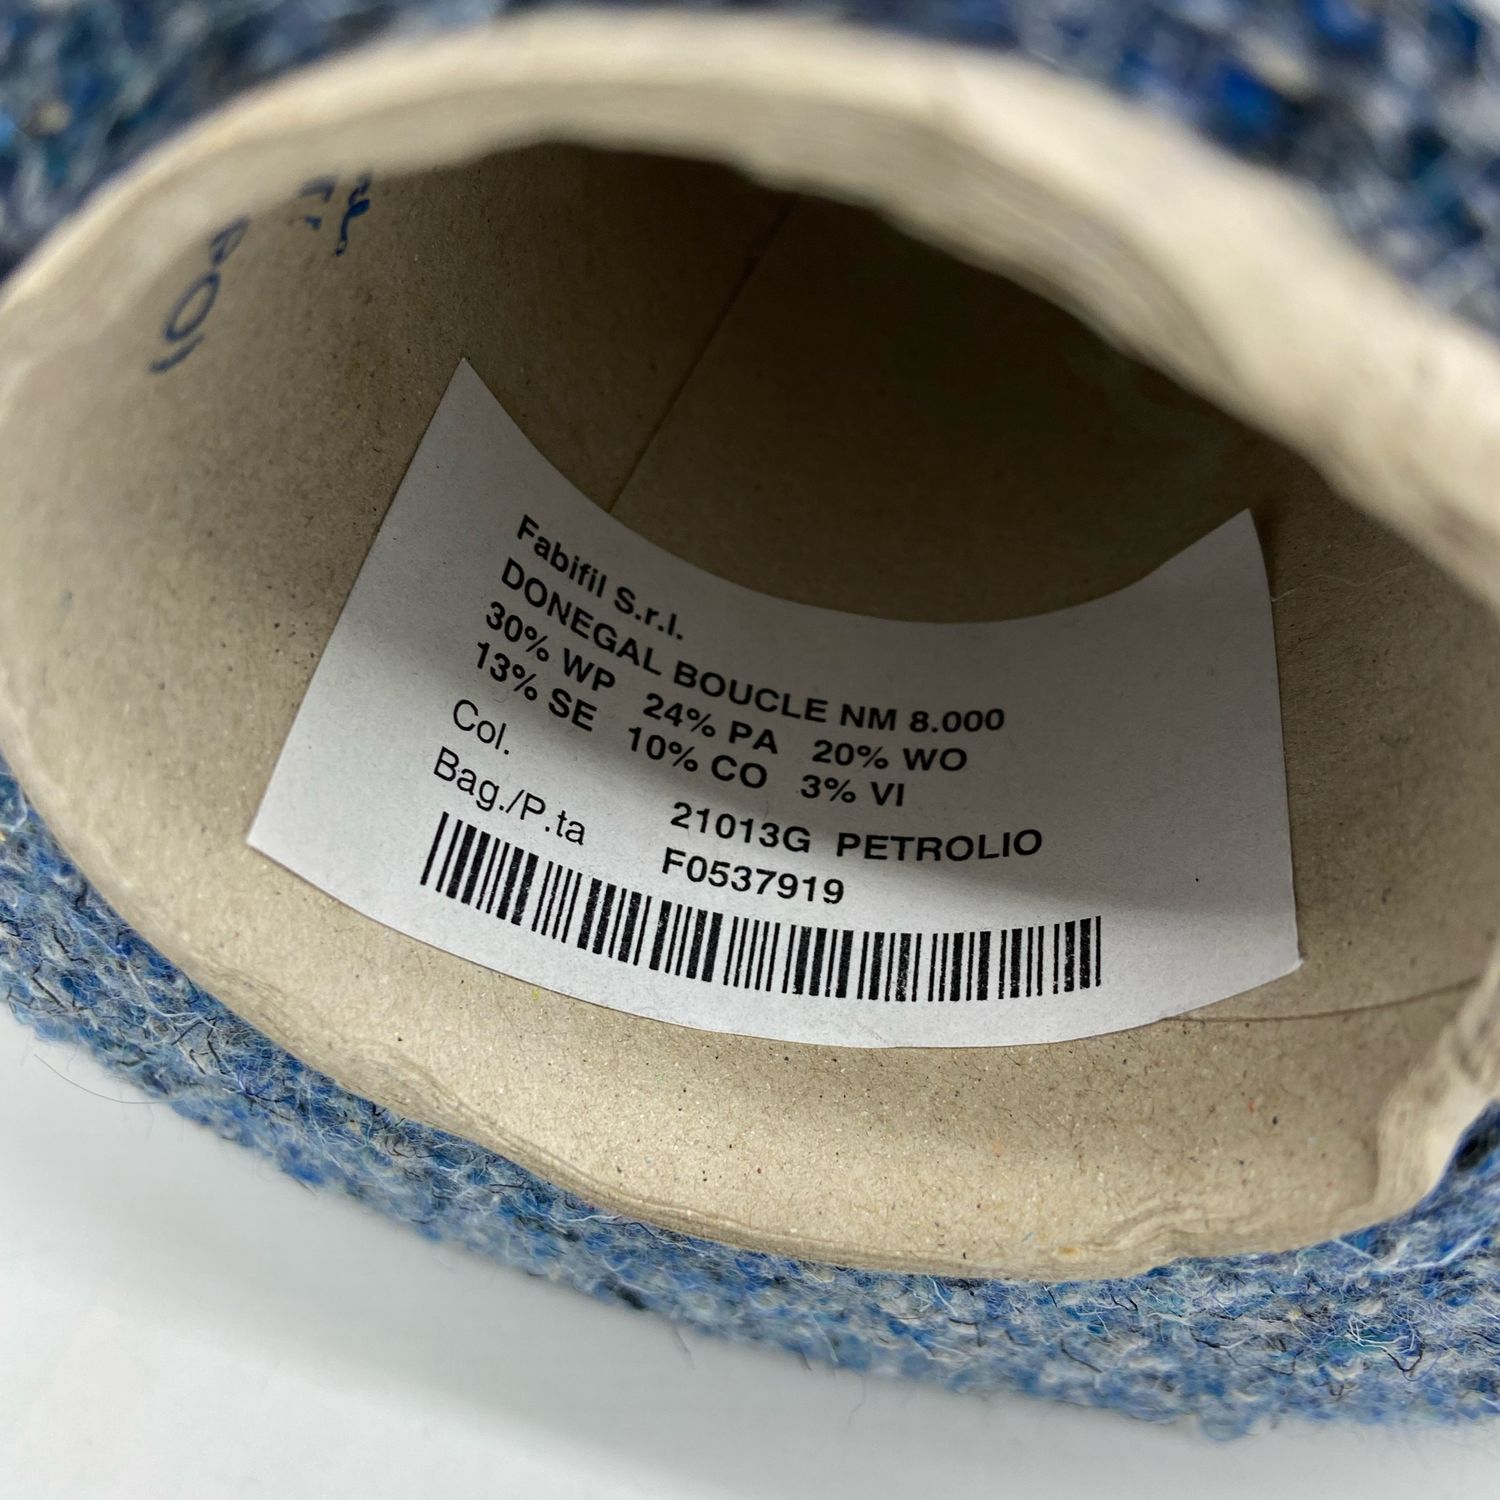 Fabifil S.r.l.
DONEGAL BOUCLE NM 8.000
30% WP 24% PA 20% WO
13% SE 10% CO 3% VI
Col. 21013G PETROLIO
Bag./P.ta F0537919